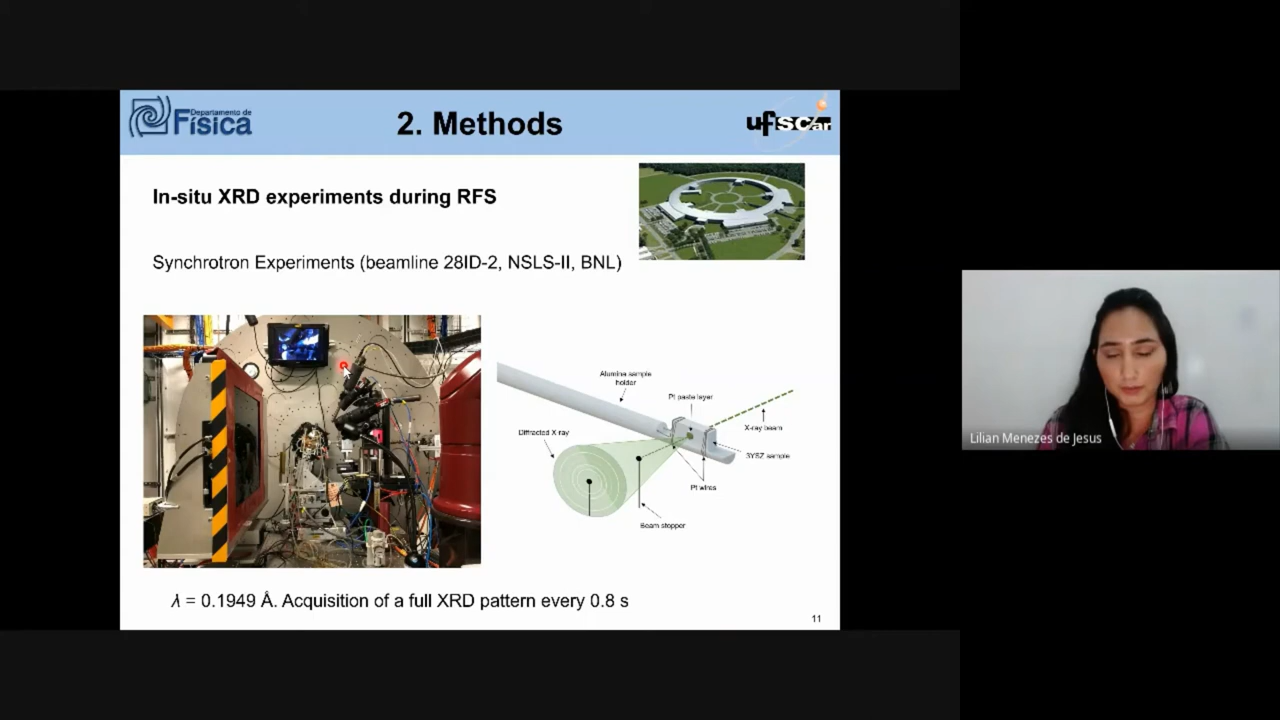 Departamento de
Física
2. Methods
ufscar
In-situ XRD experiments during RFS
Synchrotron Experiments (beamline 28ID-2, NSLS-II, BNL)
Alumina sample
holder
Pt paste layer
Diffracted X-ray
X-ray beam
3YSZ sample
Pt wires
Beam stopper
λ = 0.1949 Å. Acquisition of a full XRD pattern every 0.8 s
11
Lilian Menezes de Jesus